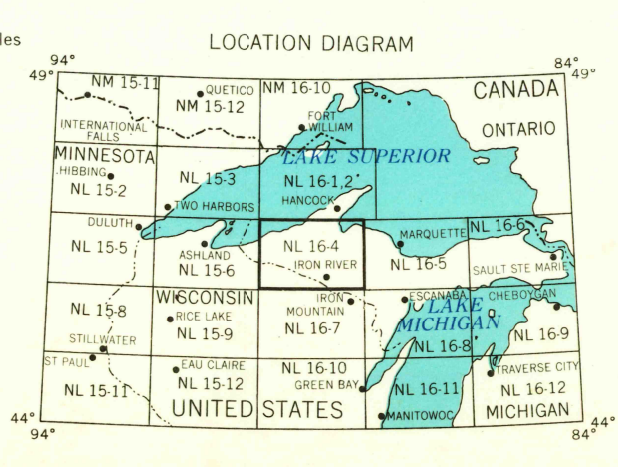 les
LOCATION DIAGRAM
94°
84°
49°
49°
NM 15-11
QUETICO
NM 15-12
NM 16-10
CANADA
FORT
WILLIAM
INTERNATIONAL
FALLS
ONTARIO
MINNESOTA
LAKE SUPERIOR
HIBBING
NL 15-2
NL 15-3
NL 16-1,2
HANCOCK
TWO HARBORS
DULUTH
NL 15-5
ASHLAND
NL 15-6
NL 16-4
IRON RIVER
MARQUETTE
NL 16-5
NL 16-6
SAULT STE MARIE
NL 15-8
WISCONSIN
RICE LAKE
NL 15-9
IRON
MOUNTAIN
NL 16-7
ESCANABA
LAKE
MICHIGAN
NL 16-8
CHEBOYGAN
NL 16-9
STILLWATER
ST PAUL
NL 15-11
EAU CLAIRE
NL 15-12
NL 16-10
GREEN BAY
NL 16-11
TRAVERSE CITY
NL 16-12
UNITED STATES
MANITOWOC
MICHIGAN
44°
44°
94°
84°